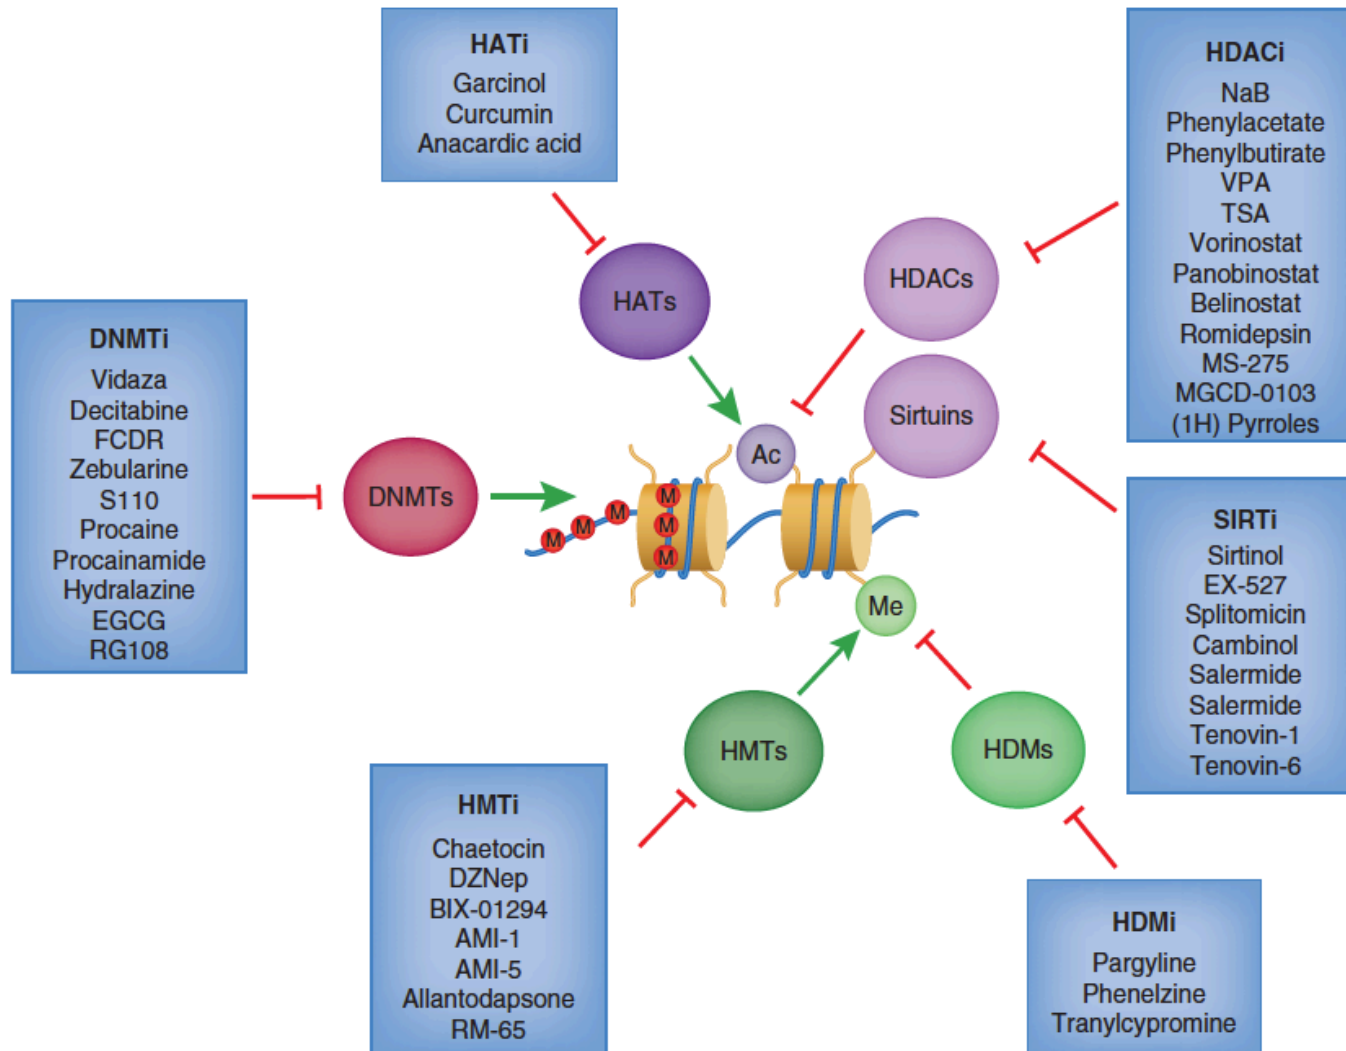 HATi
Garcinol
Curcumin
Anacardic acid
HDACi
NaB
Phenylacetate
Phenylbutirate
VPA
TSA
Vorinostat
Panobinostat
Belinostat
Romidepsin
MS-275
MGCD-0103
(1H) Pyrroles
HATs
HDACs
DNMTi
Vidaza
Decitabine
FCDR
Zebularine
S110
Procaine
Procainamide
Hydralazine
EGCG
RG108
Sirtuins
Ac
DNMTs
M
M
M
M
M
M
SIRTi
Sirtinol
EX-527
Splitomicin
Cambinol
Salermide
Salermide
Tenovin-1
Tenovin-6
Me
HMTs
HDMs
HMTi
Chaetocin
DZNep
BIX-01294
AMI-1
AMI-5
Allantodapsone
RM-65
HDMi
Pargyline
Phenelzine
Tranylcypromine